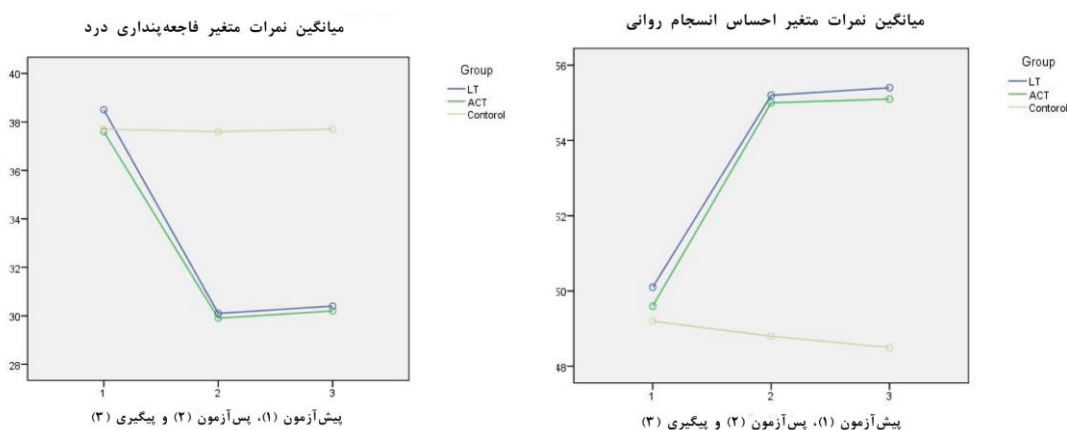 میانگین نمرات متغیر فاجعه‌پنداری درد
40
38
36
34
32
30
28
1
2
3
Group
LT
ACT
Contorol
پیش‌آزمون (۱)، پس‌آزمون (۲) و پیگیری (۳)
میانگین نمرات متغیر احساس انسجام روانی
56
54
52
50
48
1
2
3
Group
LT
ACT
Contorol
پیش‌آزمون (۱)، پس‌آزمون (۲) و پیگیری (۳)